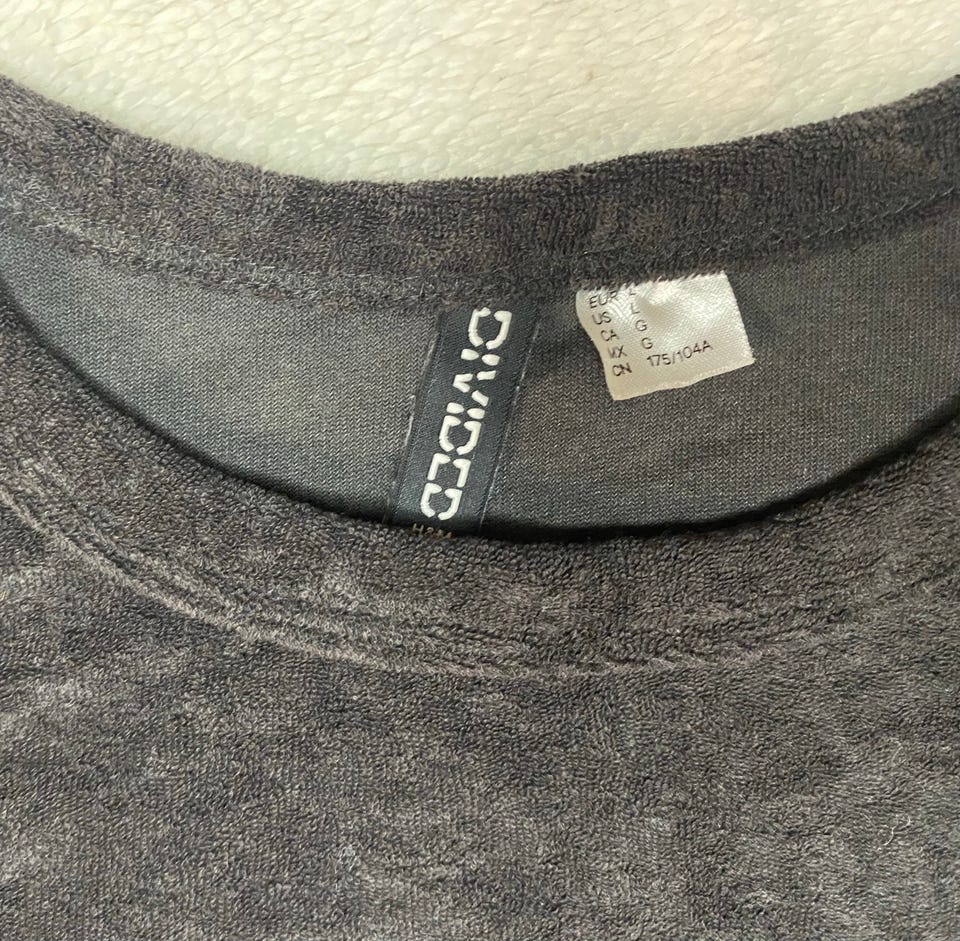 DIVIDED
H&M
EUR L
US L
CA G
MX G
CN 175/104A